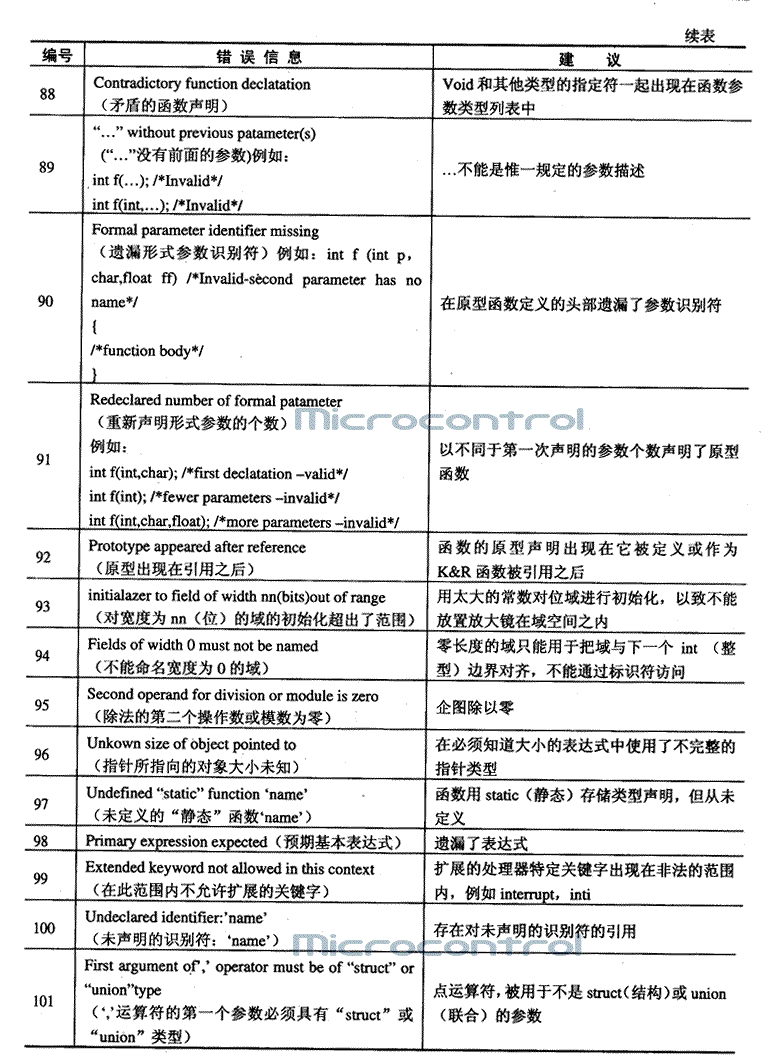 续表
编号 错误信息 建 议
88
Contradictory function declatation
（矛盾的函数声明）
Void 和其他类型的指定符一起出现在函数参
数类型列表中
89
“…” without previous patameter(s)
(“…”没有前面的参数)例如：
int f(…); /*Invalid*/
int f(int,…); /*Invalid*/
…不能是惟一规定的参数描述
90
Formal parameter identifier missing
（遗漏形式参数识别符）例如：int f (int p，
char,float ff) /*Invalid-sècond parameter has no
name*/
{
/*function body*/
}
在原型函数定义的头部遗漏了参数识别符
91
Redeclared number of formal patameter
（重新声明形式参数的个数）
例如：
int f(int,char); /*first declatation –valid*/
int f(int); /*fewer parameters –invalid*/
int f(int,char,float); /*more parameters –invalid*/
以不同于第一次声明的参数个数声明了原型
函数
Microcontrol
92
Prototype appeared after reference
（原型出现在引用之后）
函数的原型声明出现在它被定义或作为
K&R 函数被引用之后
93
initialazer to field of width nn(bits)out of range
（对宽度为 nn（位）的域的初始化超出了范围）
用太大的常数对位域进行初始化，以致不能
放置放大镜在域空间之内
94
Fields of width 0 must not be named
（不能命名宽度为 0 的域）
零长度的域只能用于把域与下一个 int （整
型）边界对齐，不能通过标识符访问
95
Second operand for division or module is zero
（除法的第二个操作数或模数为零）
企图除以零
96
Unkown size of object pointed to
（指针所指向的对象大小未知）
在必须知道大小的表达式中使用了不完整的
指针类型
97
Undefined “static” function ‘name’
（未定义的“静态”函数‘name’）
函数用 static（静态）存储类型声明，但从未
定义
98
Primary expression expected（预期基本表达式）
遗漏了表达式
99
Extended keyword not allowed in this context
（在此范围内不允许扩展的关键字）
扩展的处理器特定关键字出现在非法的范围
内，例如 interrupt，inti
100
Undeclared identifier:’name’
（未声明的识别符：‘name’）
存在对未声明的识别符的引用
Microcontrol
101
First argument of‘,’ operator must be of “struct” or
“union”type
（‘,’运算符的第一个参数必须具有“struct”或
“union”类型）
点运算符，被用于不是 struct（结构）或 union
（联合）的参数